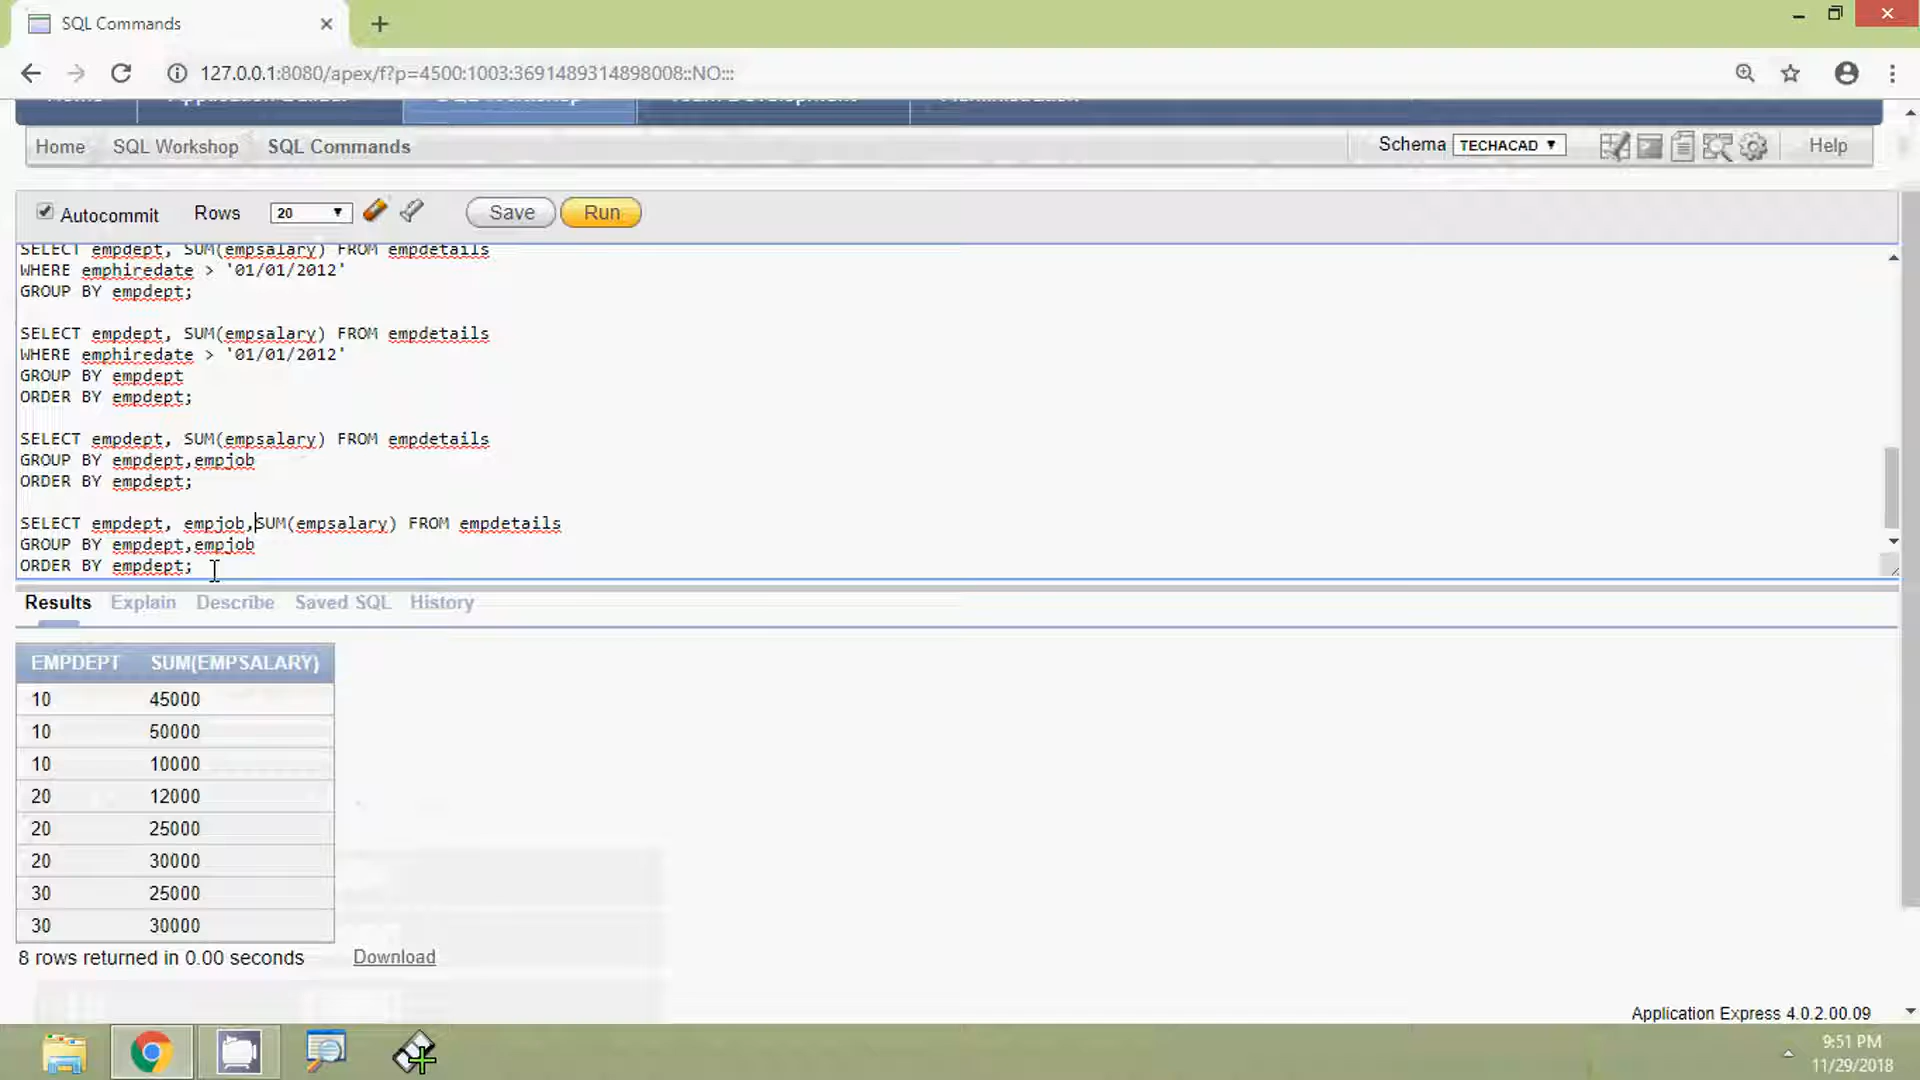 SQL Commands
127.0.0.1:8080/apex/f?p=4500:1003:3691489314898008::NO:::
Home SQL Workshop SQL Commands Schema TECHACAD Help
Autocommit Rows 20 Save Run
SELECT empdept, SUM(empsalary) FROM empdetails
WHERE emphiredate > '01/01/2012'
GROUP BY empdept;
SELECT empdept, SUM(empsalary) FROM empdetails
WHERE emphiredate > '01/01/2012'
GROUP BY empdept
ORDER BY empdept;
SELECT empdept, SUM(empsalary) FROM empdetails
GROUP BY empdept,empjob
ORDER BY empdept;
SELECT empdept, empjob,SUM(empsalary) FROM empdetails
GROUP BY empdept,empjob
ORDER BY empdept;
Results Explain Describe Saved SQL History
EMPDEPT SUM(EMPSALARY)
10 45000
10 50000
10 10000
20 12000
20 25000
20 30000
30 25000
30 30000
8 rows returned in 0.00 seconds Download
Application Express 4.0.2.00.09
9:51 PM
11/29/2018